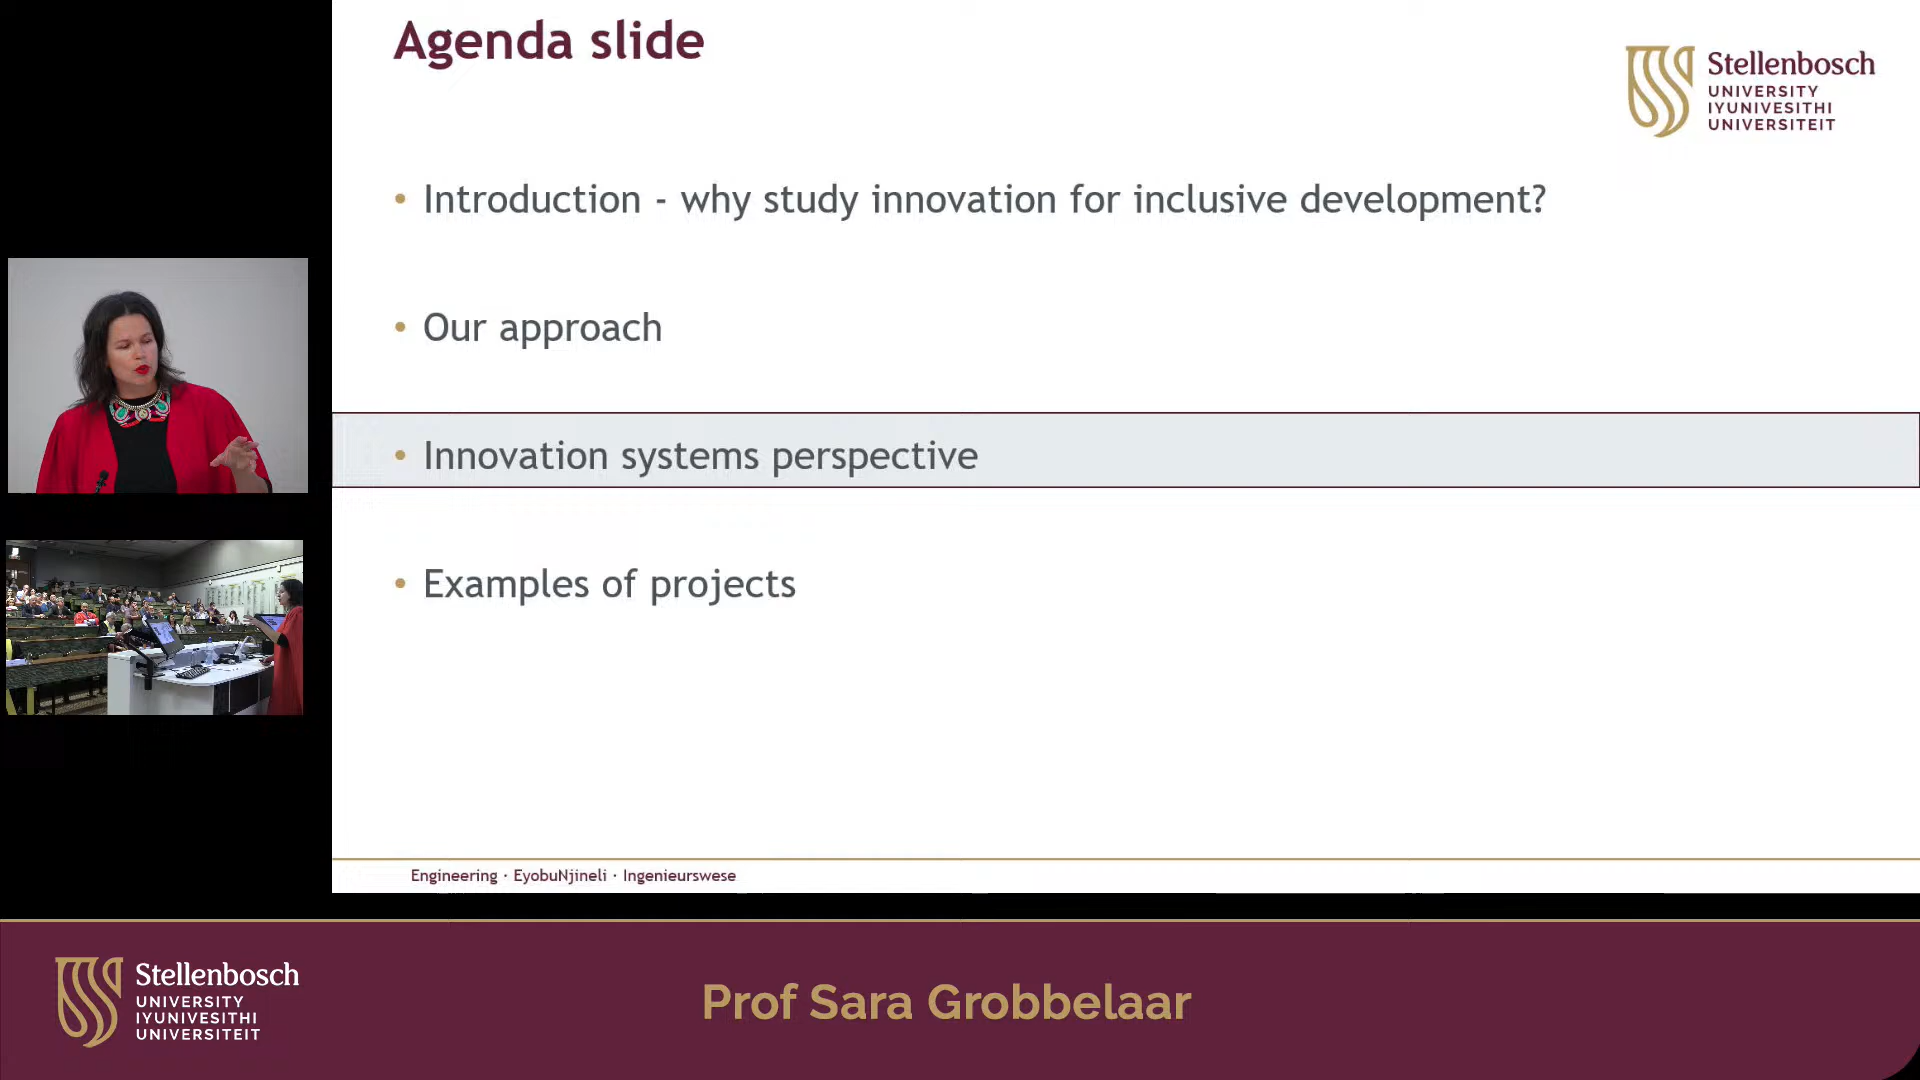 Agenda slide
Stellenbosch
UNIVERSITY
IYUNIVESITHI
UNIVERSITEIT
• Introduction - why study innovation for inclusive development?
• Our approach
• Innovation systems perspective
• Examples of projects
Engineering · EyobuNjineli · Ingenieurswese
Stellenbosch
UNIVERSITY
IYUNIVESITHI
UNIVERSITEIT
Prof Sara Grobbelaar